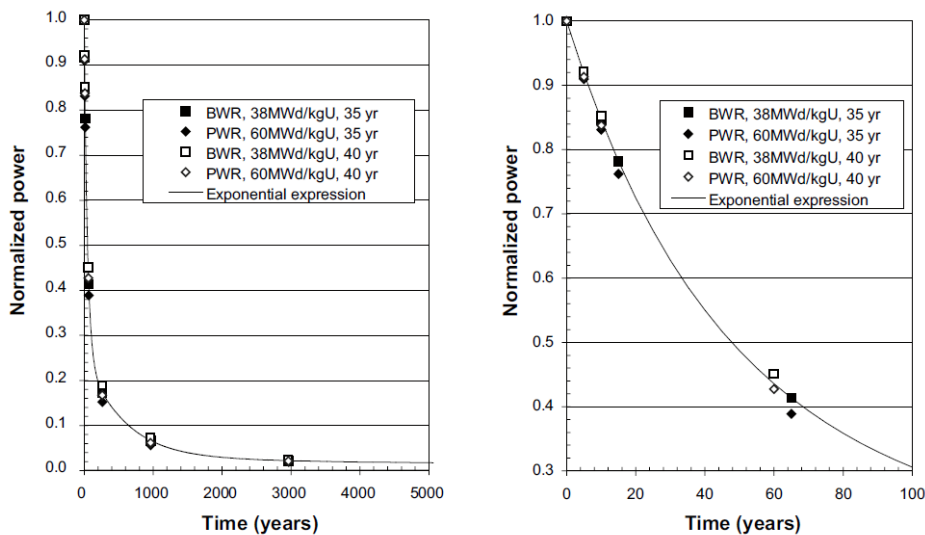 1.0
0.9
0.8
0.7
0.6
0.5
0.4
0.3
0.2
0.1
0.0
Normalized power
BWR, 38MWd/kgU, 35 yr
PWR, 60MWd/kgU, 35 yr
BWR, 38MWd/kgU, 40 yr
PWR, 60MWd/kgU, 40 yr
Exponential expression
0 1000 2000 3000 4000 5000
Time (years)
1.0
0.9
0.8
0.7
0.6
0.5
0.4
0.3
Normalized power
BWR, 38MWd/kgU, 35 yr
PWR, 60MWd/kgU, 35 yr
BWR, 38MWd/kgU, 40 yr
PWR, 60MWd/kgU, 40 yr
Exponential expression
0 20 40 60 80 100
Time (years)